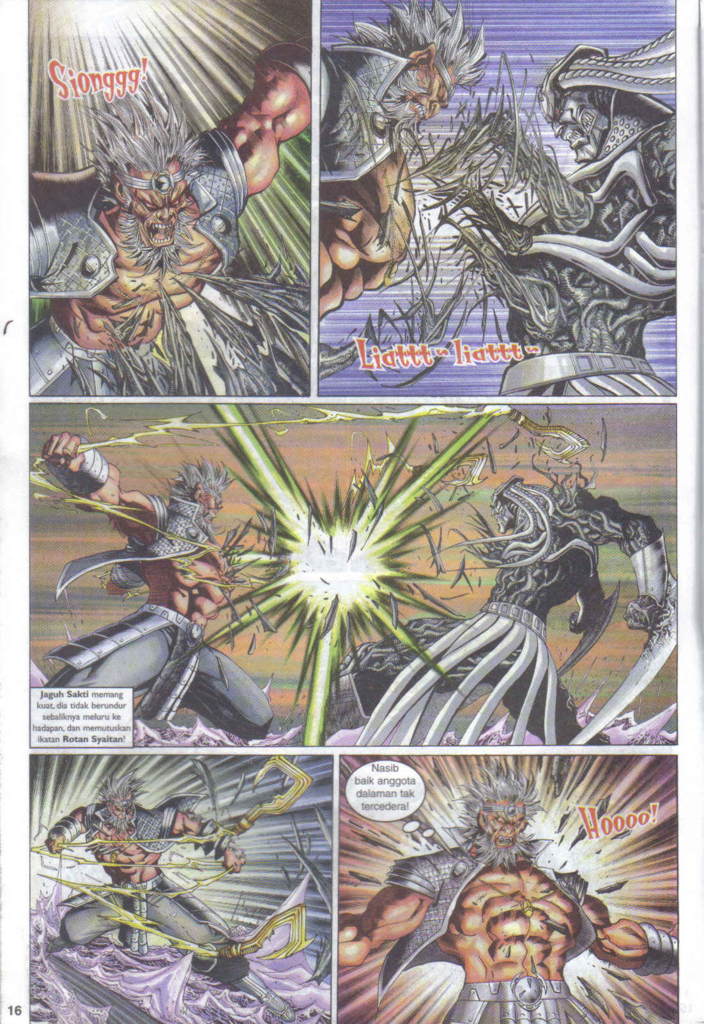 Sionggg!
Liattt~liattt~
Jaguh Sakti memang
kuat, dia tidak berundur
sebaliknya meluru ke
hadapan, dan memutuskan
ikatan Rotan Syaitan!
Nasib
baik anggota
dalaman tak
tercedera!
Hoooo!
16